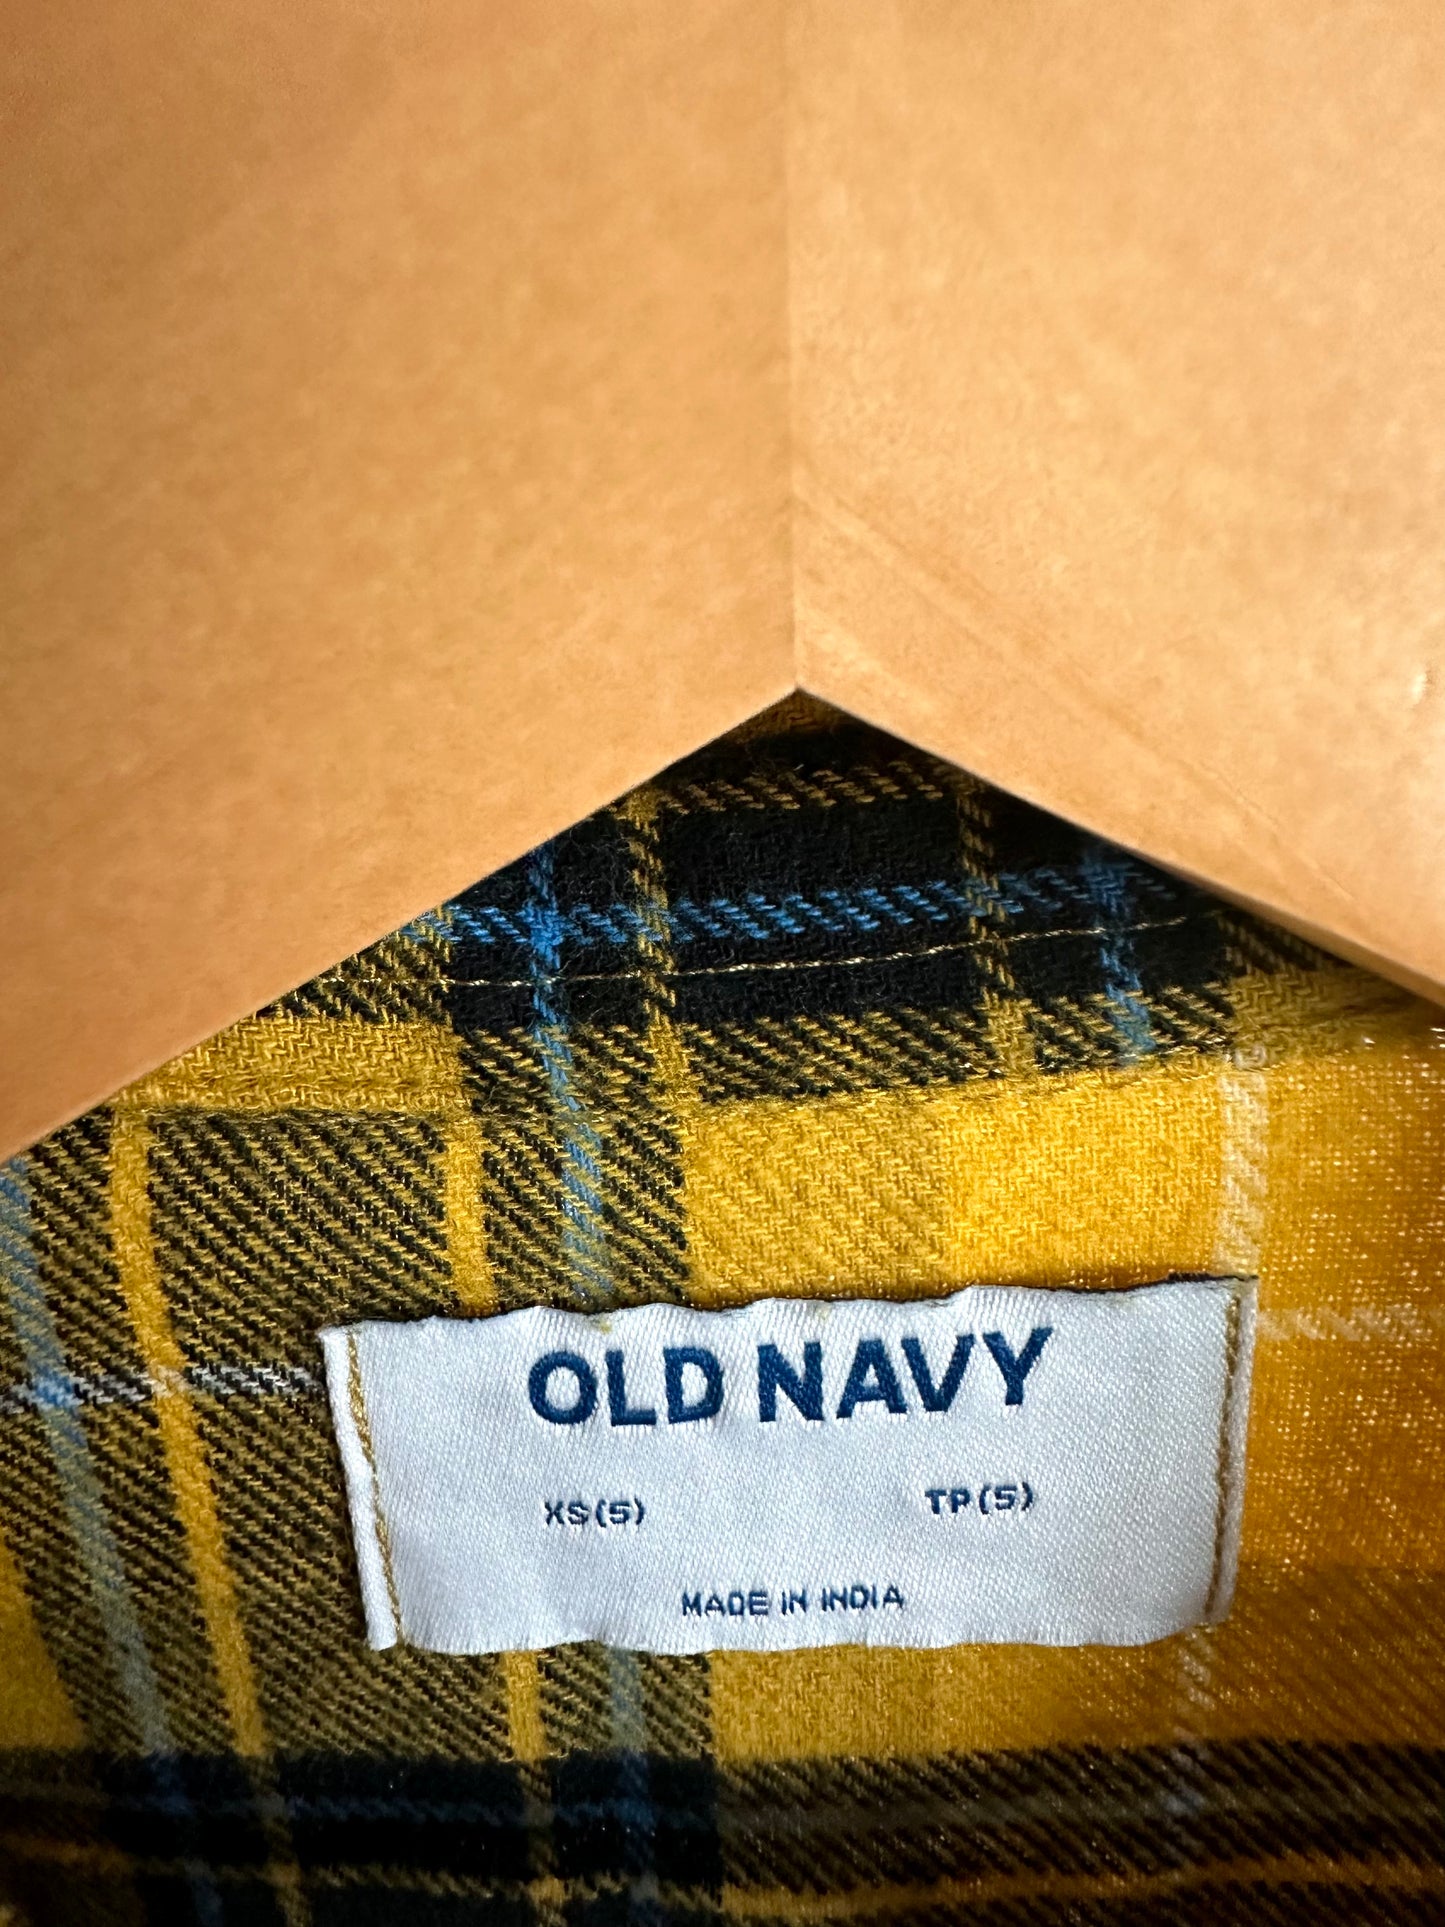 OLD NAVY
XS(5) TP(5)
MADE IN INDIA